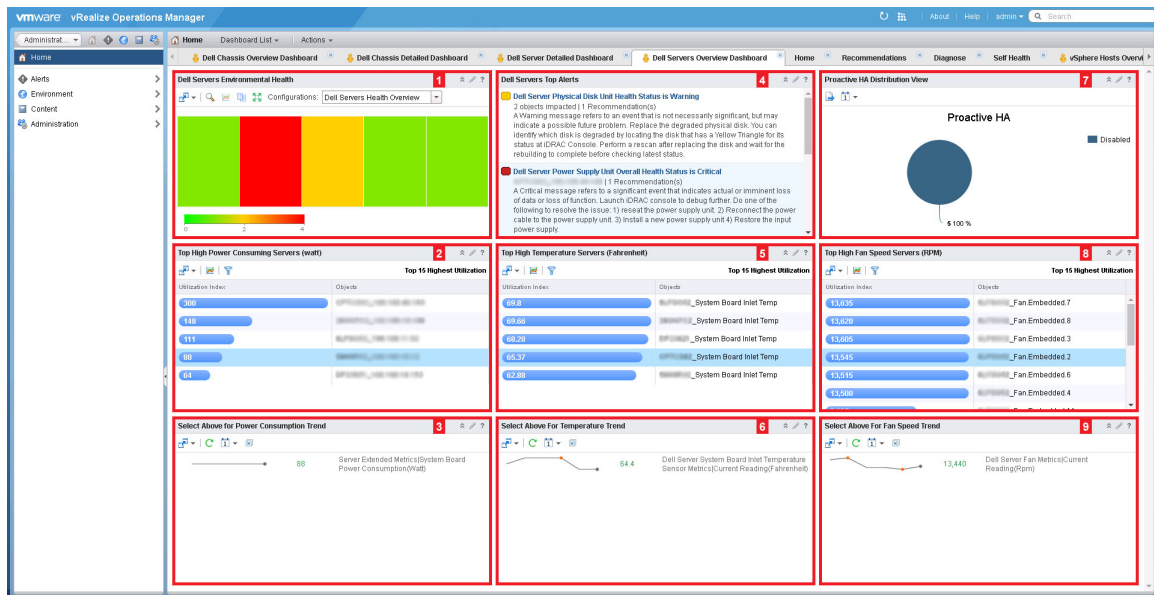 vmware vRealize Operations Manager
About Help admin Search
Administrat...
Home Dashboard List Actions
Home
Alerts
Environment
Content
Administration
Dell Chassis Overview Dashboard Dell Chassis Detailed Dashboard Dell Server Detailed Dashboard Dell Servers Overview Dashboard Home Recommendations Diagnose Self Health vSphere Hosts Overvi
Dell Servers Environmental Health 1
Configurations: Dell Servers Health Overview
0 2 4
Dell Servers Top Alerts 4
Dell Server Physical Disk Unit Health Status is Warning
2 objects impacted | 1 Recommendation(s)
A Warning message refers to an event that is not necessarily significant, but may
indicate a possible future problem. Replace the degraded physical disk. You can
identify which disk is degraded by locating the disk that has a Yellow Triangle for its
status at iDRAC Console. Perform a rescan after replacing the disk and wait for the
rebuilding to complete before checking latest status.
Dell Server Power Supply Unit Overall Health Status is Critical
| 1 Recommendation(s)
A Critical message refers to a significant event that indicates actual or imminent loss
of data or loss of function. Launch iDRAC console to debug further. Do one of the
following to resolve the issue: 1) reseat the power supply unit. 2) Reconnect the power
cable to the power supply unit. 3) Install a new power supply unit 4) Restore the input
power supply.
Proactive HA Distribution View 7
Proactive HA
Disabled
5 100 %
Top High Power Consuming Servers (watt) 2
Top 15 Highest Utilization
Utilization Index Objects
300
148
111
88
64
Top High Temperature Servers (Fahrenheit) 5
Top 15 Highest Utilization
Utilization Index Objects
69.8 _System Board Inlet Temp
69.66 _System Board Inlet Temp
68.28 _System Board Inlet Temp
65.37 _System Board Inlet Temp
62.88 _System Board Inlet Temp
Top High Fan Speed Servers (RPM) 8
Top 15 Highest Utilization
Utilization Index Objects
13,635 _Fan.Embedded.7
13,620 _Fan.Embedded.8
13,605 _Fan.Embedded.3
13,545 _Fan.Embedded.2
13,515 _Fan.Embedded.6
13,500 _Fan.Embedded.4
Select Above for Power Consumption Trend 3
88 Server Extended Metrics|System Board
Power Consumption(Watt)
Select Above For Temperature Trend 6
64.4 Dell Server System Board Inlet Temperature
Sensor Metrics|Current Reading(Fahrenheit)
Select Above For Fan Speed Trend 9
13,440 Dell Server Fan Metrics|Current
Reading(Rpm)